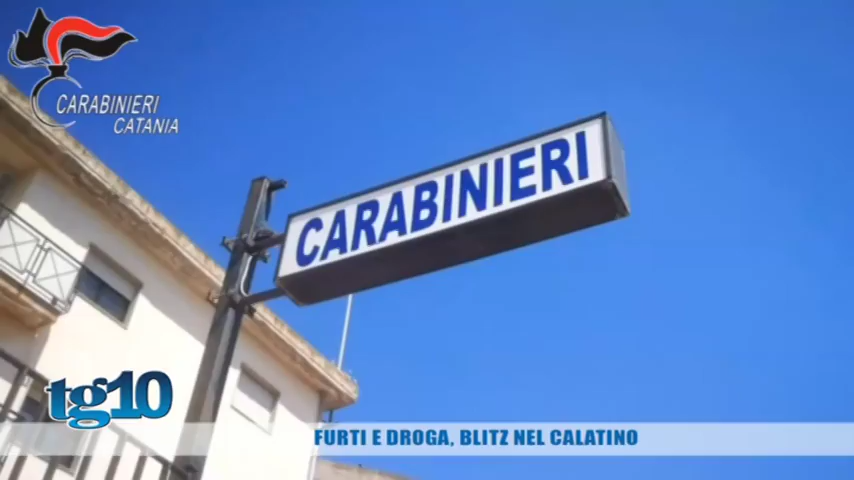 CARABINIERI
CATANIA
CARABINIERI
tg10
FURTI E DROGA, BLITZ NEL CALATINO